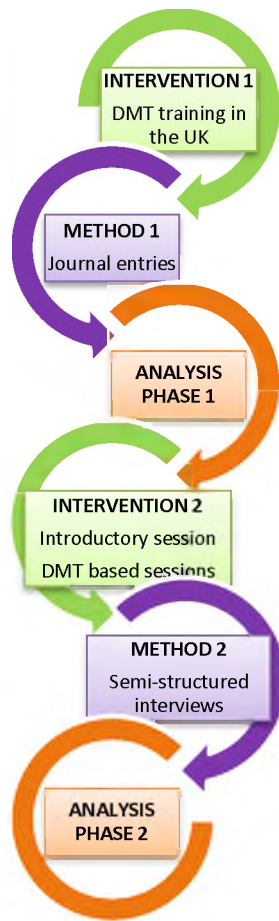 INTERVENTION 1
DMT training in
the UK
METHOD 1
Journal entries
ANALYSIS
PHASE 1
INTERVENTION 2
Introductory session
DMT based sessions
METHOD 2
Semi-structured
interviews
ANALYSIS
PHASE 2